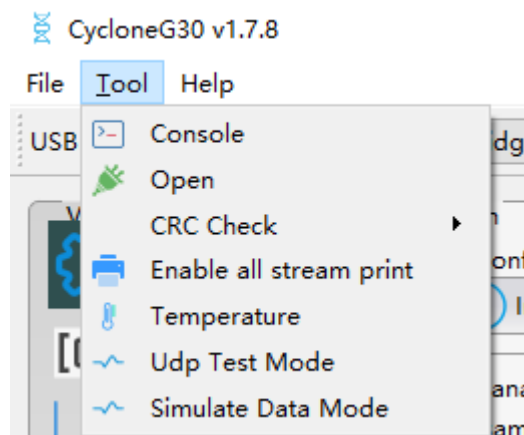 CycloneG30 v1.7.8
File Tool Help
USB
Console
Open
CRC Check
Enable all stream print
Temperature
Udp Test Mode
Simulate Data Mode